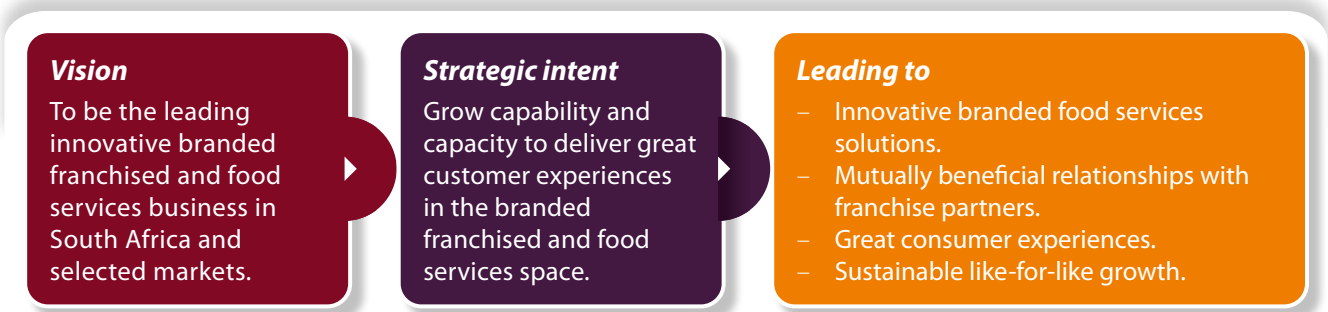 Vision
To be the leading
innovative branded
franchised and food
services business in
South Africa and
selected markets.
Strategic intent
Grow capability and
capacity to deliver great
customer experiences
in the branded
franchised and food
services space.
Leading to
– Innovative branded food services
solutions.
– Mutually beneficial relationships with
franchise partners.
– Great consumer experiences.
– Sustainable like-for-like growth.